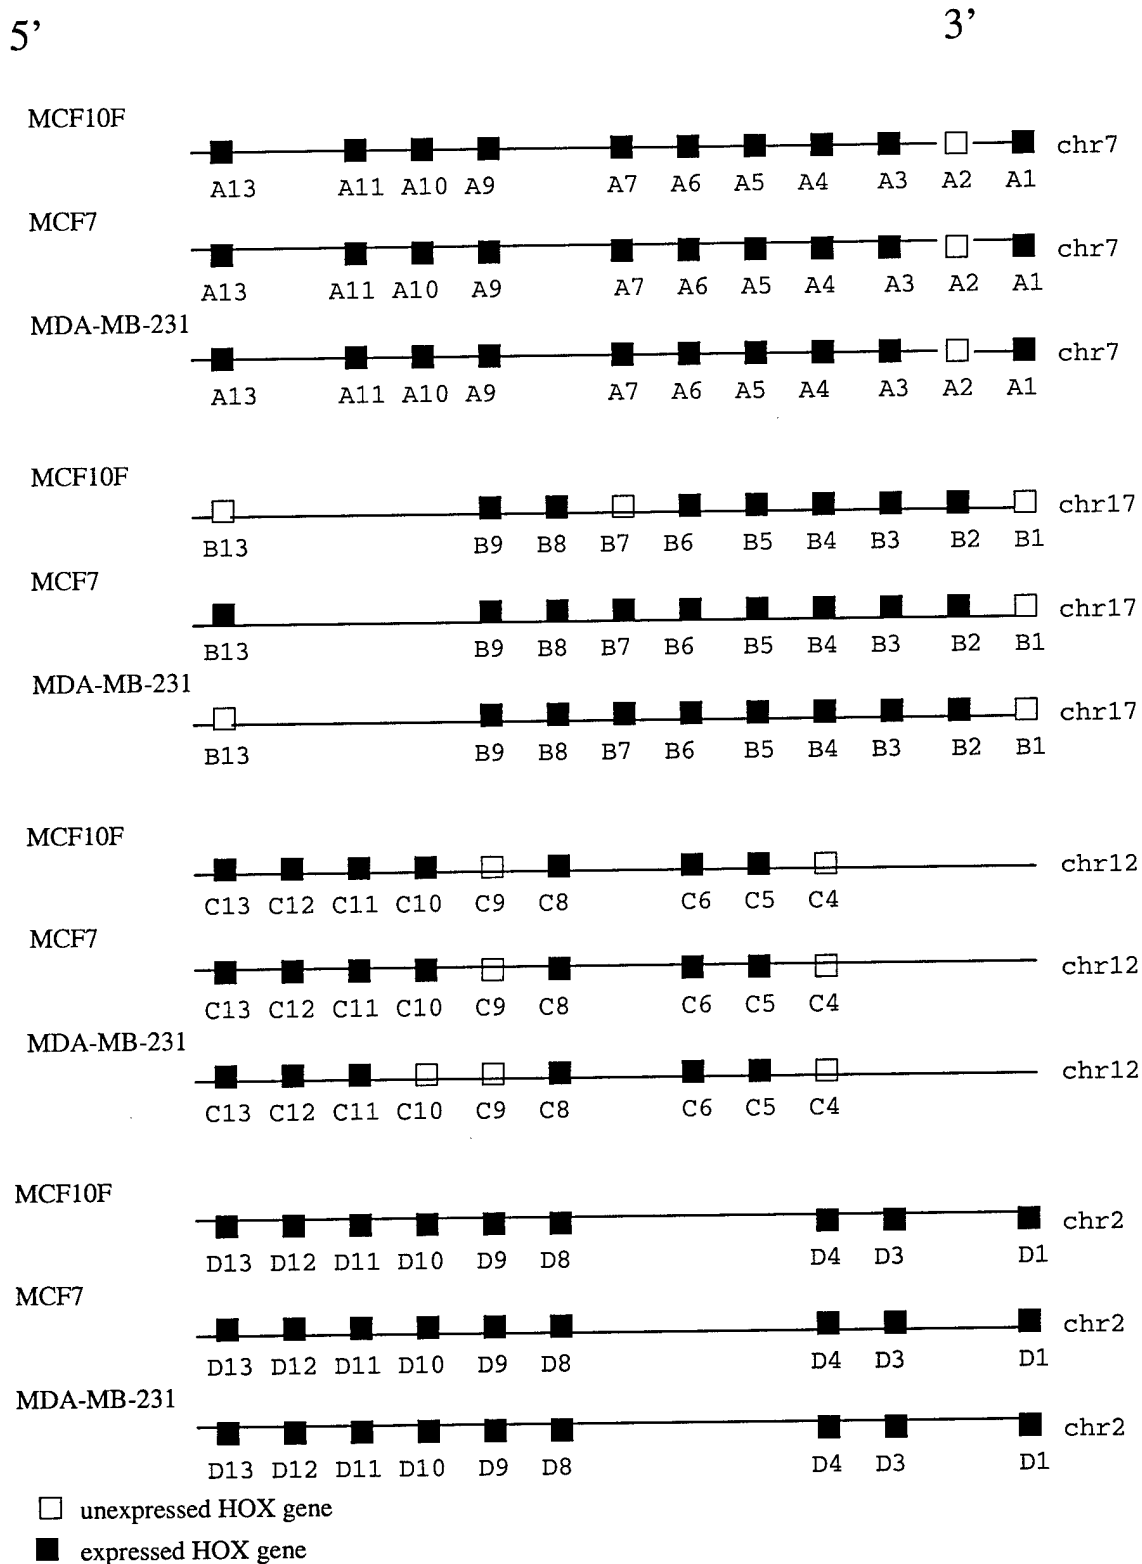 5’ 3’
MCF10F
chr7
A13 A11 A10 A9 A7 A6 A5 A4 A3 A2 A1
MCF7
chr7
A13 A11 A10 A9 A7 A6 A5 A4 A3 A2 A1
MDA-MB-231
chr7
A13 A11 A10 A9 A7 A6 A5 A4 A3 A2 A1
MCF10F
chr17
B13 B9 B8 B7 B6 B5 B4 B3 B2 B1
MCF7
chr17
B13 B9 B8 B7 B6 B5 B4 B3 B2 B1
MDA-MB-231
chr17
B13 B9 B8 B7 B6 B5 B4 B3 B2 B1
MCF10F
chr12
C13 C12 C11 C10 C9 C8 C6 C5 C4
MCF7
chr12
C13 C12 C11 C10 C9 C8 C6 C5 C4
MDA-MB-231
chr12
C13 C12 C11 C10 C9 C8 C6 C5 C4
MCF10F
chr2
D13 D12 D11 D10 D9 D8 D4 D3 D1
MCF7
chr2
D13 D12 D11 D10 D9 D8 D4 D3 D1
MDA-MB-231
chr2
D13 D12 D11 D10 D9 D8 D4 D3 D1
unexpressed HOX gene
expressed HOX gene